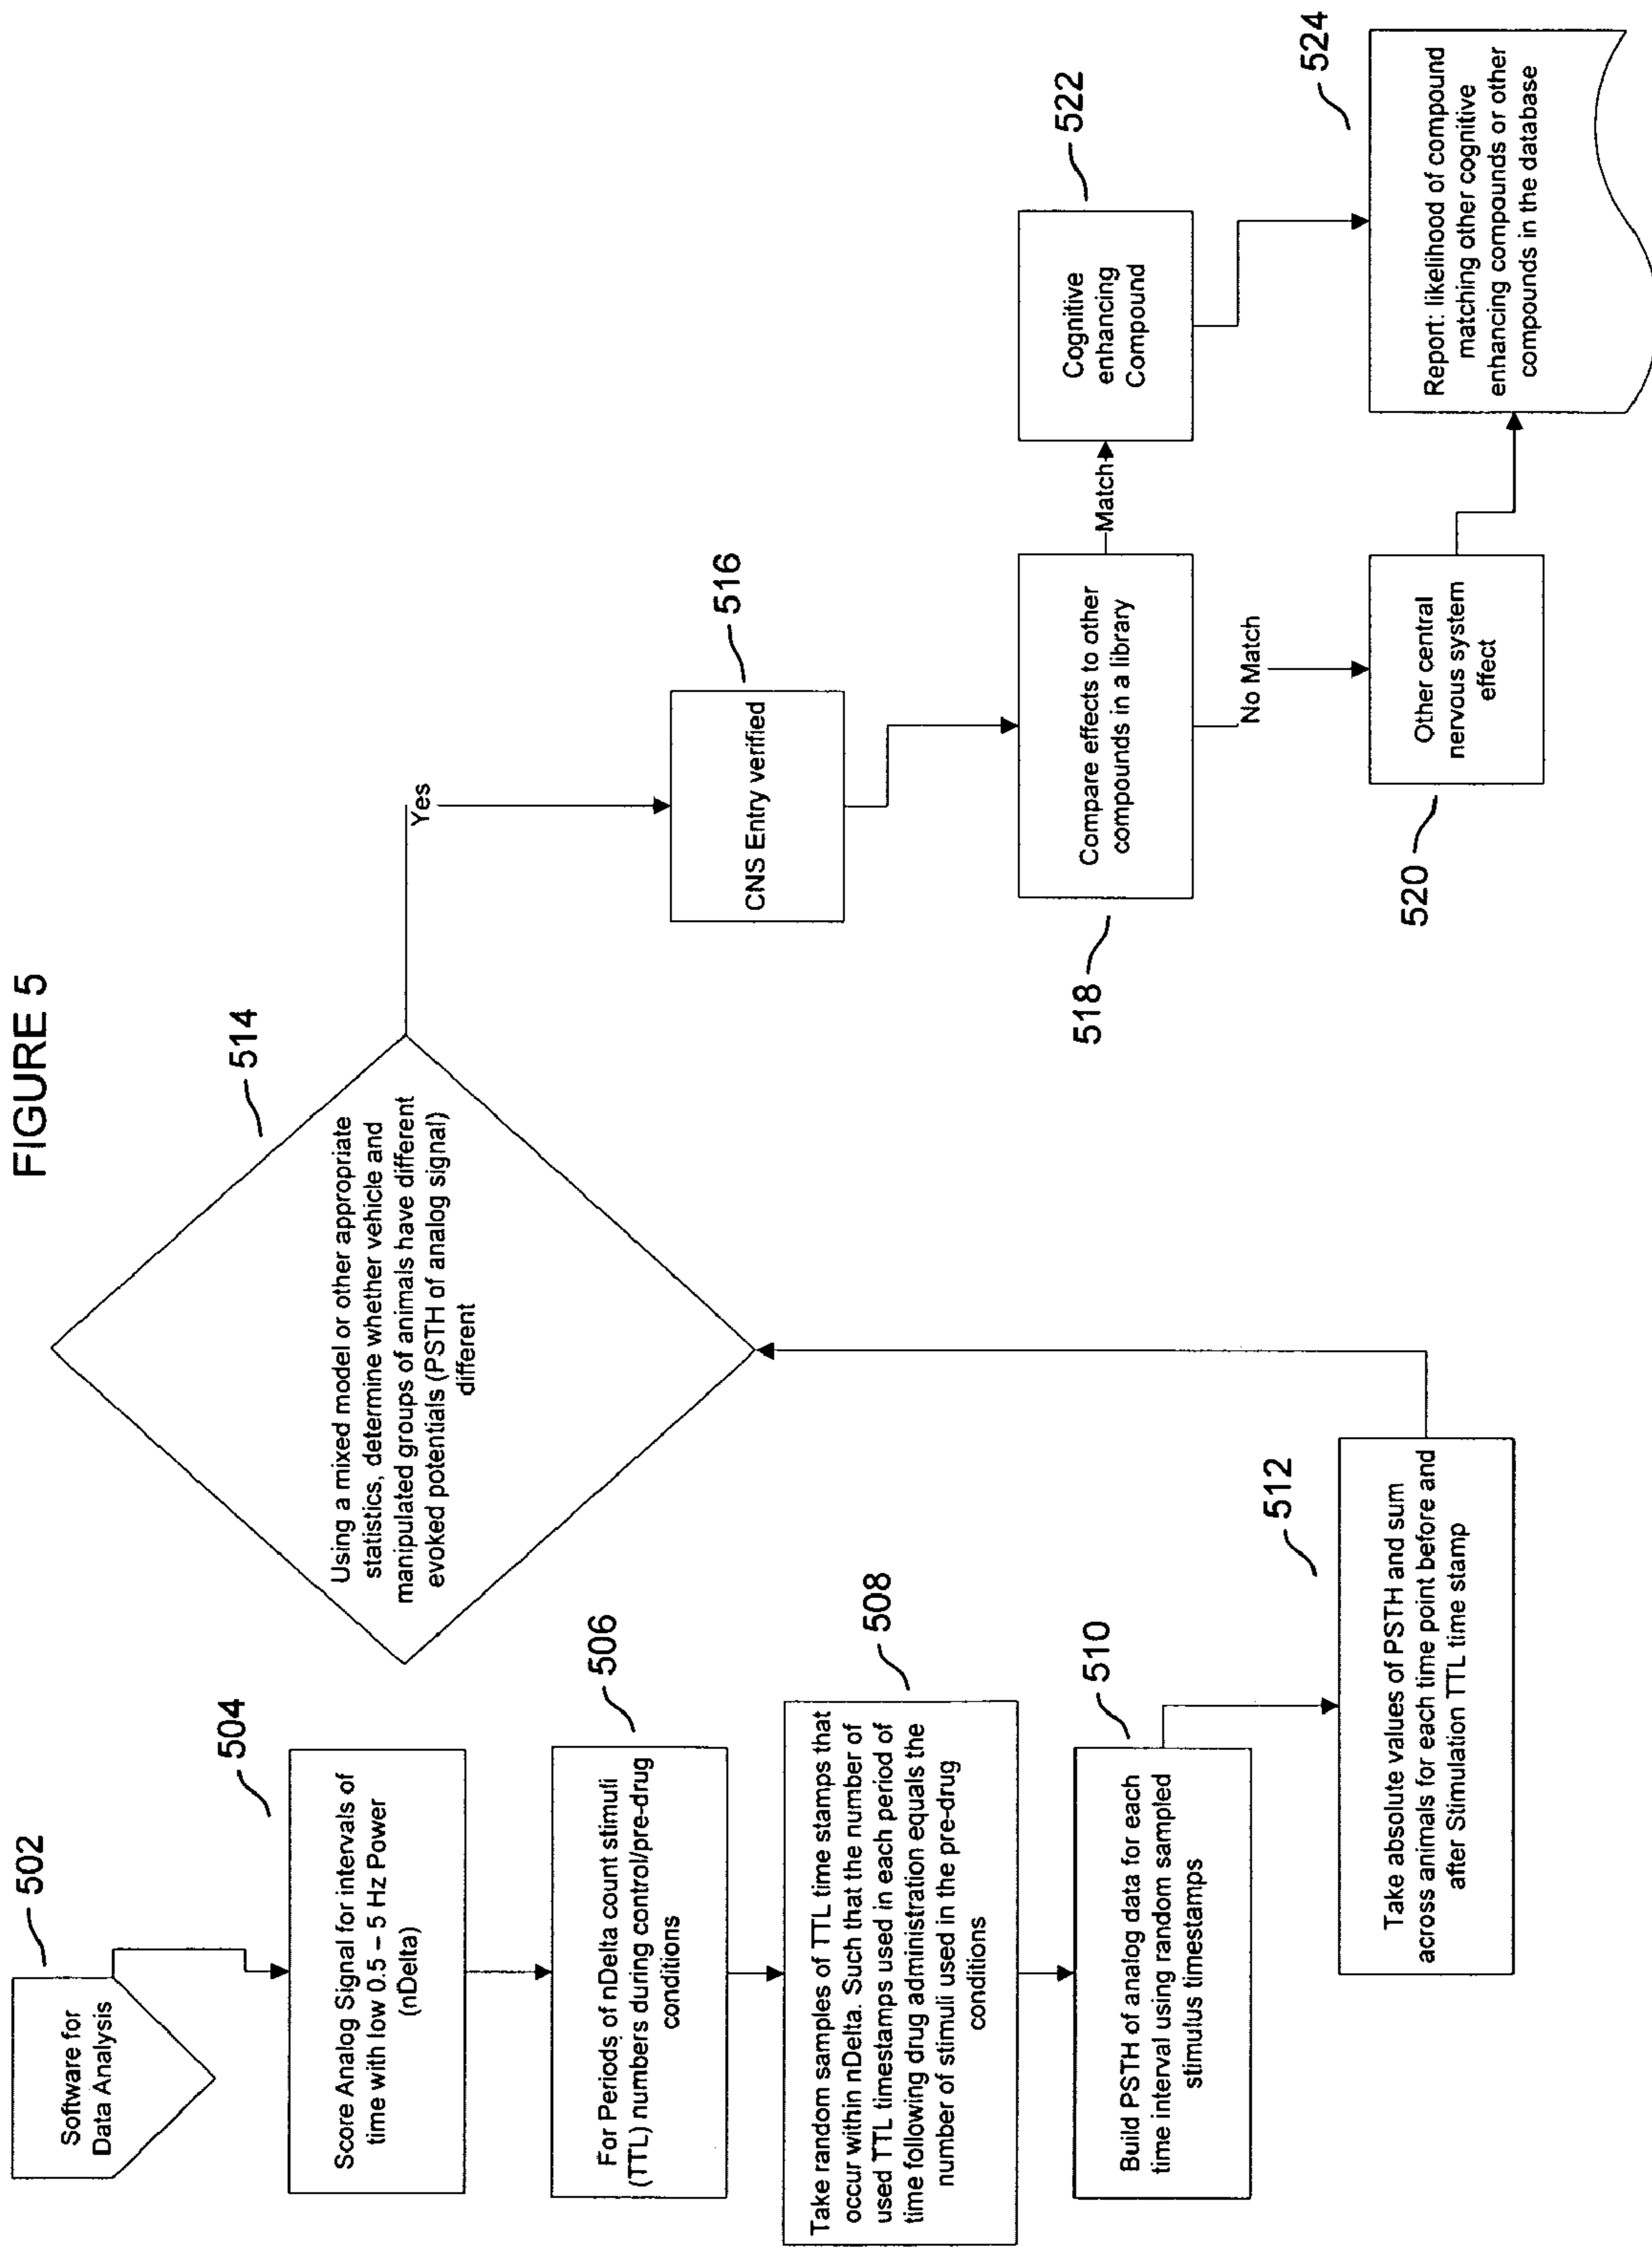 FIGURE 5
502
Software for
Data Analysis
504
Score Analog Signal for intervals of
time with low 0.5 – 5 Hz Power
(nDelta)
506
For Periods of nDelta count stimuli
(TTL) numbers during control/pre-drug
conditions
508
Take random samples of TTL time stamps that
occur within nDelta. Such that the number of
used TTL timestamps used in each period of
time following drug administration equals the
number of stimuli used in the pre-drug
conditions
510
Build PSTH of analog data for each
time interval using random sampled
stimulus timestamps
512
Take absolute values of PSTH and sum
across animals for each time point before and
after Stimulation TTL time stamp
514
Using a mixed model or other appropriate
statistics, determine whether vehicle and
manipulated groups of animals have different
evoked potentials (PSTH of analog signal)
different
Yes
516
CNS Entry verified
518
Compare effects to other
compounds in a library
Match
No Match
522
Cognitive
enhancing
Compound
520
Other central
nervous system
effect
524
Report: likelihood of compound
matching other cognitive
enhancing compounds or other
compounds in the database